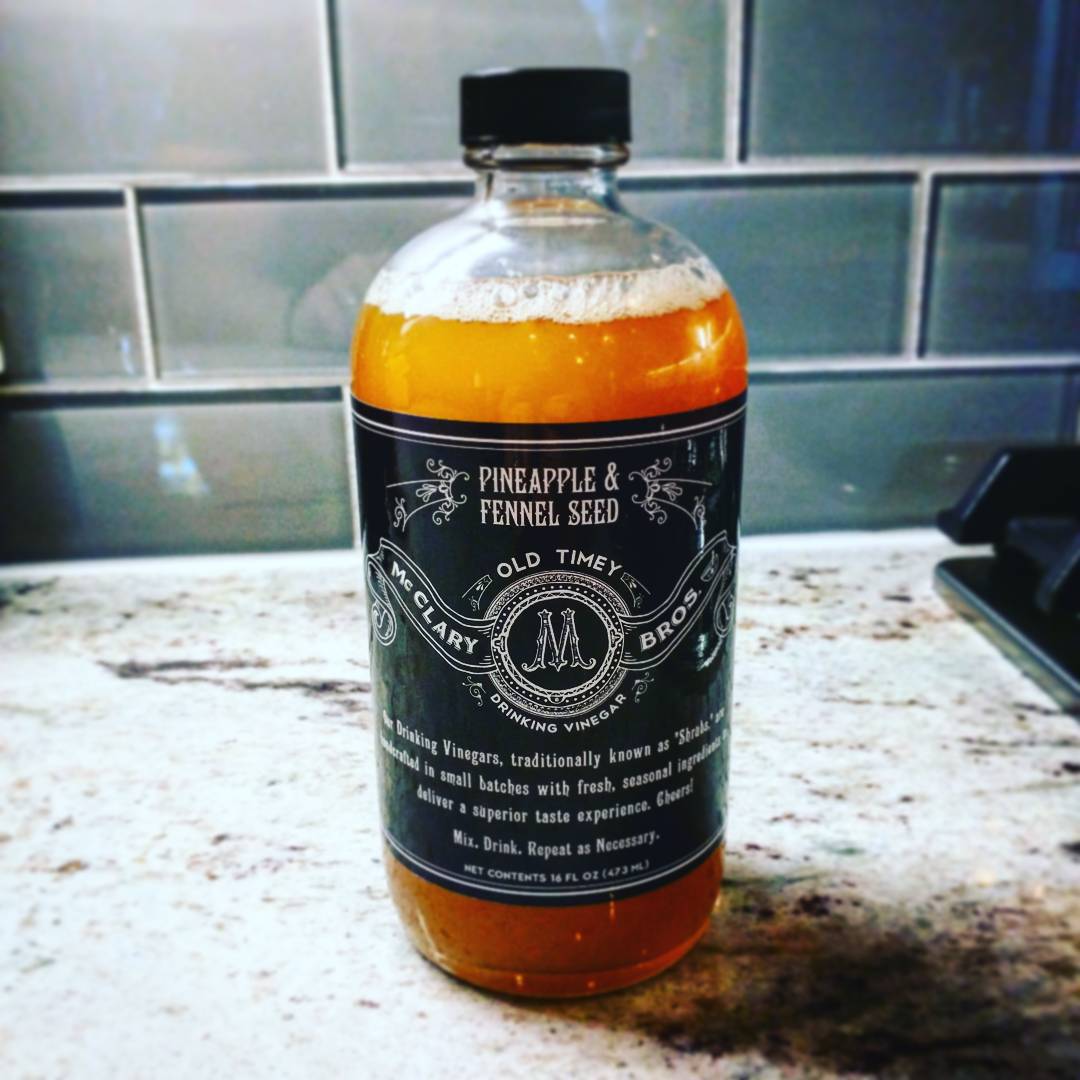 PINEAPPLE &
FENNEL SEED
OLD TIMEY
McCLARY BROS.
M
DRINKING VINEGAR
Our Drinking Vinegars, traditionally known as "Shrubs," are
handcrafted in small batches with fresh, seasonal ingredients
deliver a superior taste experience. Cheers!
Mix. Drink. Repeat as Necessary.
NET CONTENTS 16 FL OZ (473 ML)